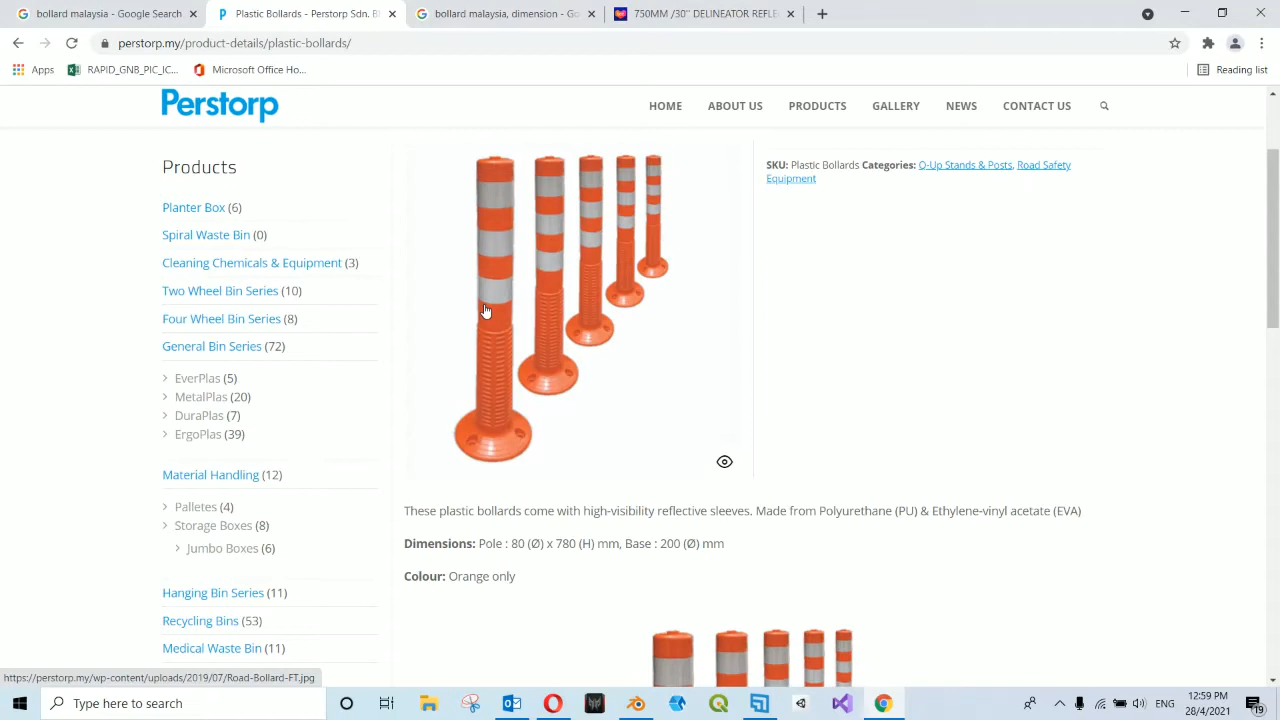 bollard malaysia - Google Search
Perstorp Sdn. B
bollard malaysia, dimension - Go
750MM /30" DELINEATOR REFLE
perstorp.my/product-details/plastic-bollards/
Apps
RAPID_GNB_PIC_IC...
Microsoft Office Ho...
Reading list
Perstorp
HOME
ABOUT US
PRODUCTS
GALLERY
NEWS
CONTACT US
Products
Planter Box (6)
Spiral Waste Bin (0)
Cleaning Chemicals & Equipment (3)
Two Wheel Bin Series (10)
Four Wheel Bin Series (8)
General Bin Series (72)
EverPlas (5)
MetalPlas (20)
DuraPlas (7)
ErgoPlas (39)
Material Handling (12)
Palletes (4)
Storage Boxes (8)
Jumbo Boxes (6)
Hanging Bin Series (11)
Recycling Bins (53)
Medical Waste Bin (11)
SKU: Plastic Bollards Categories: Q-Up Stands & Posts, Road Safety
Equipment
These plastic bollards come with high-visibility reflective sleeves. Made from Polyurethane (PU) & Ethylene-vinyl acetate (EVA)
Dimensions: Pole : 80 (Ø) x 780 (H) mm, Base : 200 (Ø) mm
Colour: Orange only
https://perstorp.my/wp-content/uploads/2019/07/Road-Bollard-FT.jpg
Type here to search
ENG
12:59 PM
28/4/2021